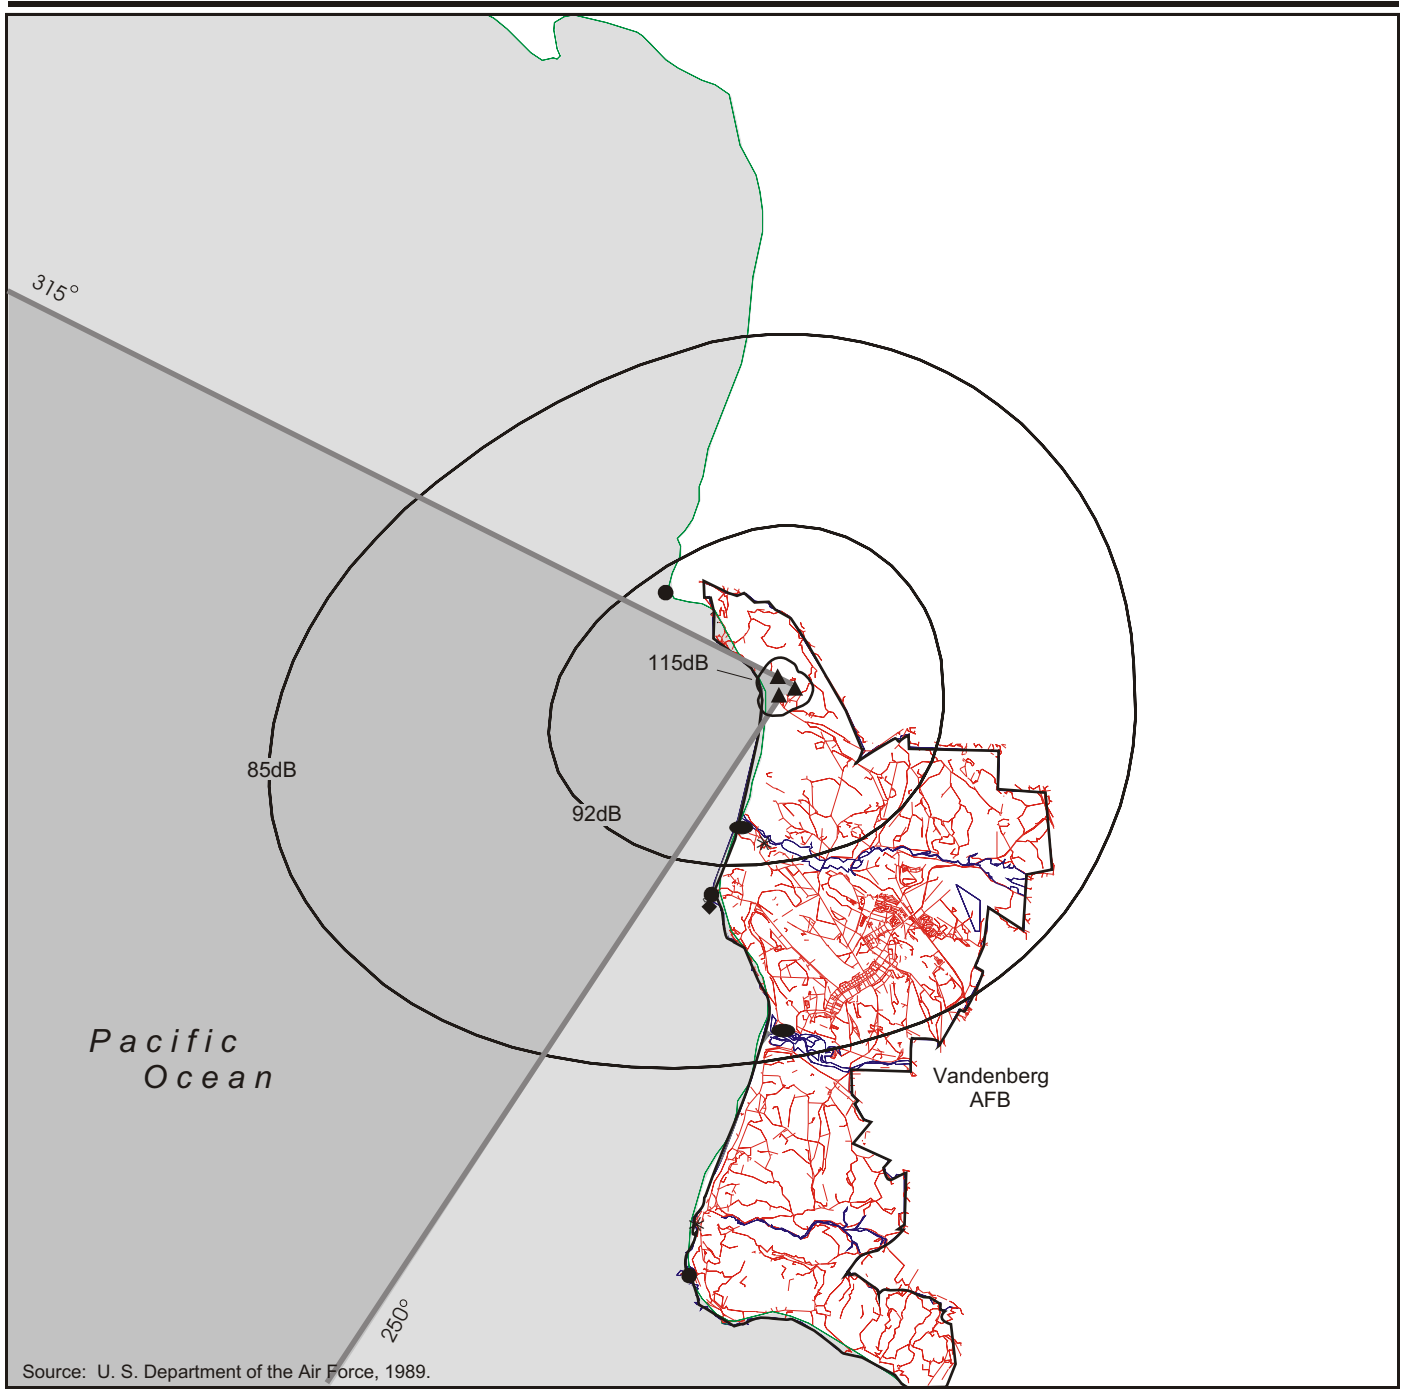 315°
115dB
85dB
92dB
Pacific
Ocean
Vandenberg
AFB
250°
Source: U. S. Department of the Air Force, 1989.